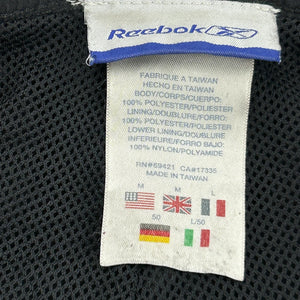 Reebok
FABRIQUE A TAIWAN
HECHO EN TAIWAN
BODY/CORPS/CUERPO:
100% POLYESTER/POLIESTER
LINING/DOUBLURE/FORRO:
100% POLYESTER/POLIESTER
LOWER LINING/DOUBLURE
INFERIEURE/FORRO BAJO:
100% NYLON/POLYAMIDE
RN#59421 CA#17335
MADE IN TAIWAN
M M L
50 L/50